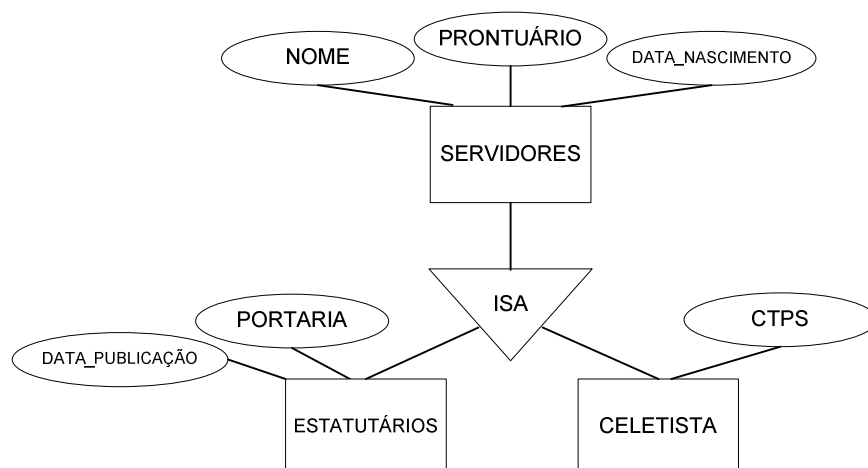 NOME
PRONTUÁRIO
DATA_NASCIMENTO
SERVIDORES
ISA
PORTARIA
CTPS
DATA_PUBLICAÇÃO
ESTATUTÁRIOS
CELETISTA